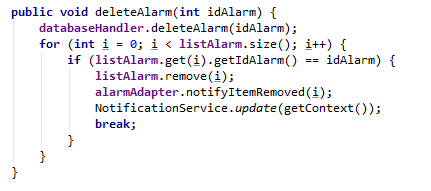 public void deleteAlarm(int idAlarm) {
    databaseHandler.deleteAlarm(idAlarm);
    for (int i = 0; i < listAlarm.size(); i++) {
        if (listAlarm.get(i).getIdAlarm() == idAlarm) {
            listAlarm.remove(i);
            alarmAdapter.notifyItemRemoved(i);
            NotificationService.update(getContext());
            break;
        }
    }
}